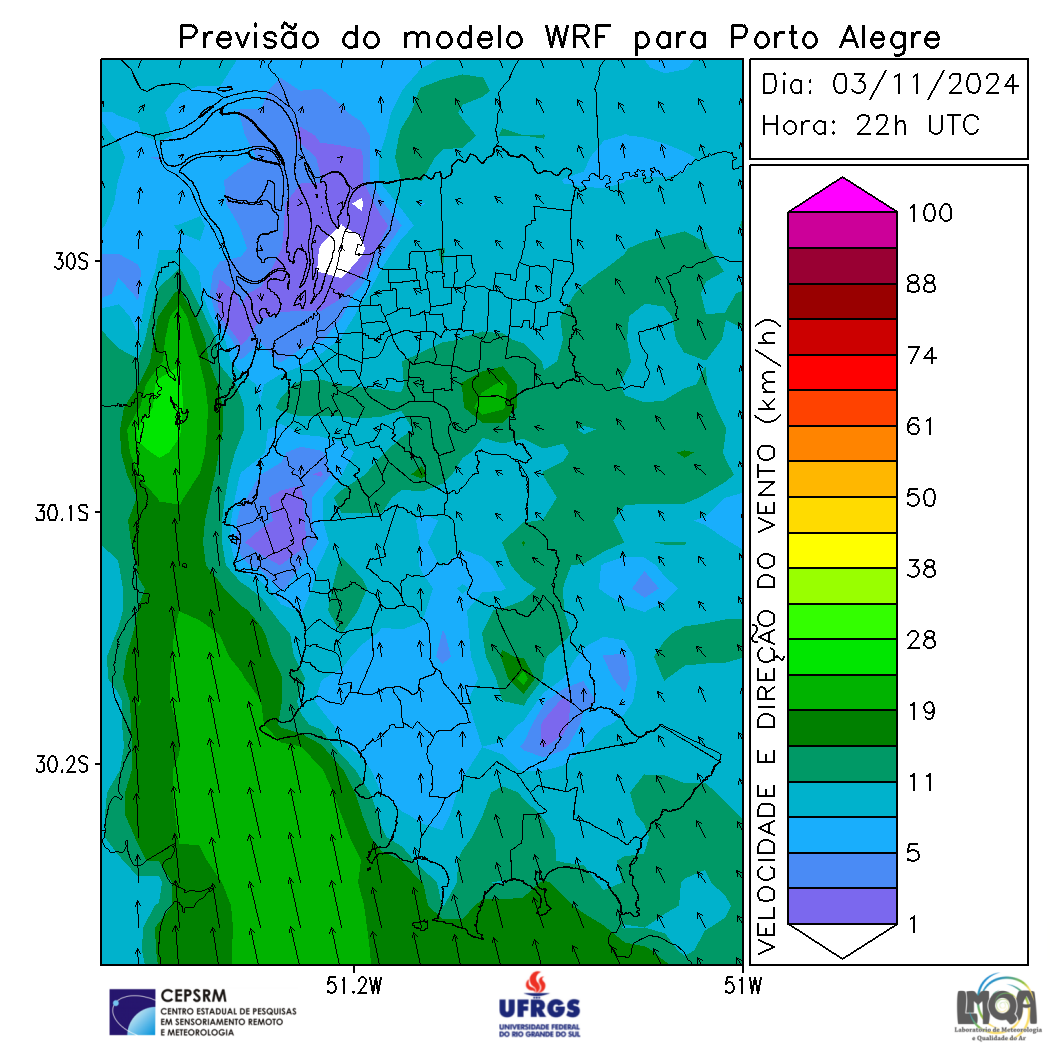 Previsão do modelo WRF para Porto Alegre
Dia: 03/11/2024
Hora: 22h UTC
30S
30.1S
30.2S
51.2W
51W
VELOCIDADE E DIREÇÃO DO VENTO (km/h)
100
88
74
61
50
38
28
19
11
5
1
CEPSRM
CENTRO ESTADUAL DE PESQUISAS
EM SENSORIAMENTO REMOTO
E METEOROLOGIA
UFRGS
UNIVERSIDADE FEDERAL
DO RIO GRANDE DO SUL
LMQA
Laboratório de Meteorologia
e Qualidade do Ar